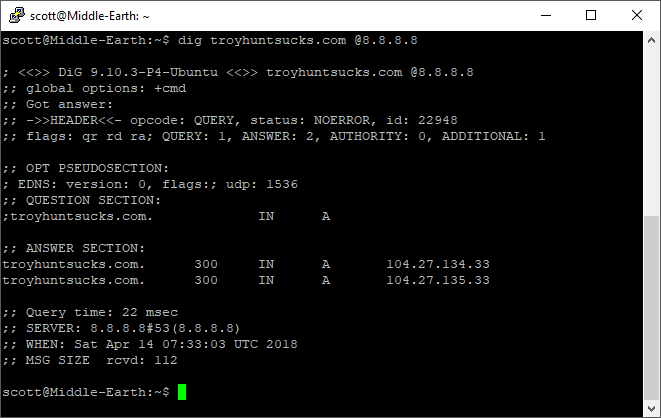 scott@Middle-Earth: ~
scott@Middle-Earth:~$ dig troyhuntsucks.com @8.8.8.8
; <<>> DiG 9.10.3-P4-Ubuntu <<>> troyhuntsucks.com @8.8.8.8
;; global options: +cmd
;; Got answer:
;; ->>HEADER<<- opcode: QUERY, status: NOERROR, id: 22948
;; flags: qr rd ra; QUERY: 1, ANSWER: 2, AUTHORITY: 0, ADDITIONAL: 1
;; OPT PSEUDOSECTION:
; EDNS: version: 0, flags:; udp: 1536
;; QUESTION SECTION:
;troyhuntsucks.com. IN A
;; ANSWER SECTION:
troyhuntsucks.com. 300 IN A 104.27.134.33
troyhuntsucks.com. 300 IN A 104.27.135.33
;; Query time: 22 msec
;; SERVER: 8.8.8.8#53(8.8.8.8)
;; WHEN: Sat Apr 14 07:33:03 UTC 2018
;; MSG SIZE  rcvd: 112
scott@Middle-Earth:~$